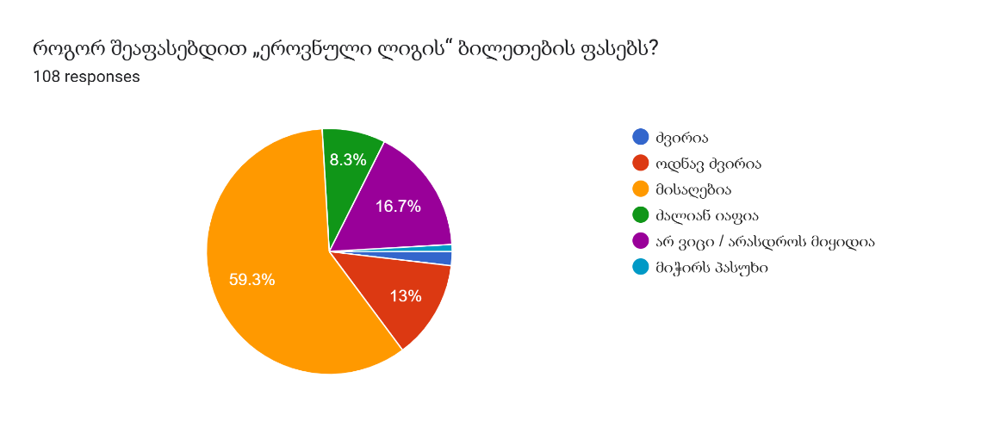 როგორ შეაფასებდით „ეროვნული ლიგის“ ბილეთების ფასებს?
108 responses
8.3%
16.7%
59.3%
13%
ძვირია
ოდნავ ძვირია
მისაღებია
ძალიან იაფია
არ ვიცი / არასდროს მიყიდია
მიჭირს პასუხი